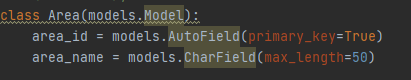 class Area(models.Model):
    area_id = models.AutoField(primary_key=True)
    area_name = models.CharField(max_length=50)